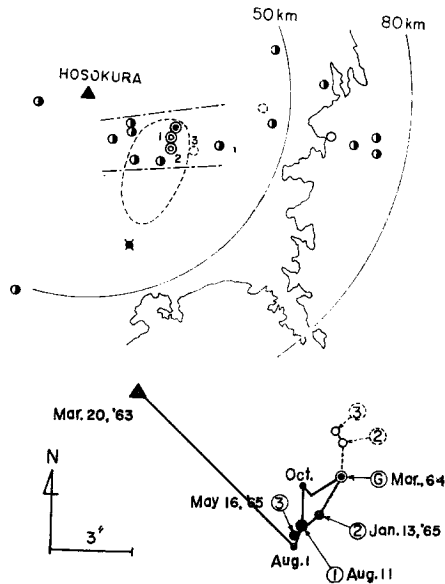 50km
80km
HOSOKURA
1
3
2
1
Mar. 20, '63
③
②
N
Oct.
Ⓖ Mar., 64
May 16, '65
③
② Jan. 13, '65
3"
Aug. 1
① Aug. 11